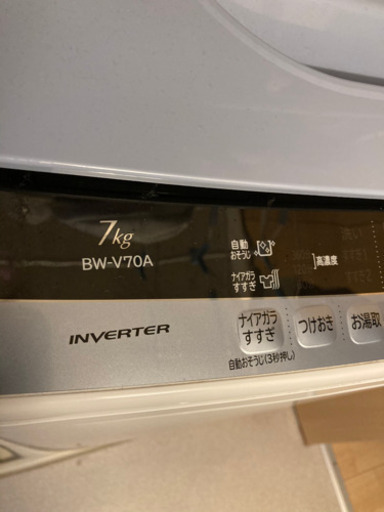 7kg
BW-V70A
自動
おそうじ
ナイアガラ
すすぎ
高濃度
INVERTER
ナイアガラ
すすぎ
つけおき
お湯取
自動おそうじ(3秒押し)